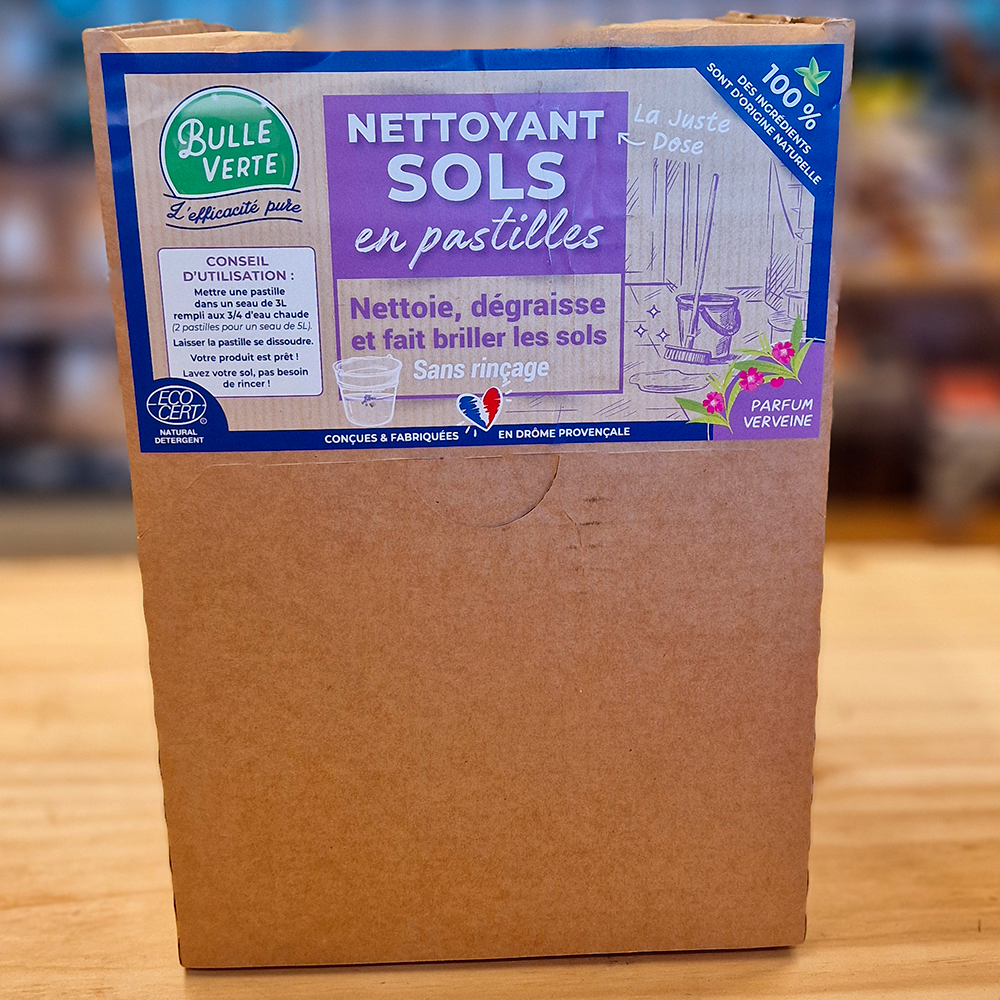 BULLE
VERTE
L'efficacité pure
NETTOYANT
SOLS
en pastilles
La Juste
Dose
100 %
DES INGRÉDIENTS
SONT D'ORIGINE NATURELLE
CONSEIL
D'UTILISATION :
Mettre une pastille
dans un seau de 3L
rempli aux 3/4 d'eau chaude
(2 pastilles pour un seau de 5L).
Laisser la pastille se dissoudre.
Votre produit est prêt !
Lavez votre sol, pas besoin
de rincer !
Nettoie, dégraisse
et fait briller les sols
Sans rinçage
ECO
CERT
®
NATURAL
DETERGENT
CONÇUES & FABRIQUÉES EN DRÔME PROVENÇALE
PARFUM
VERVEINE